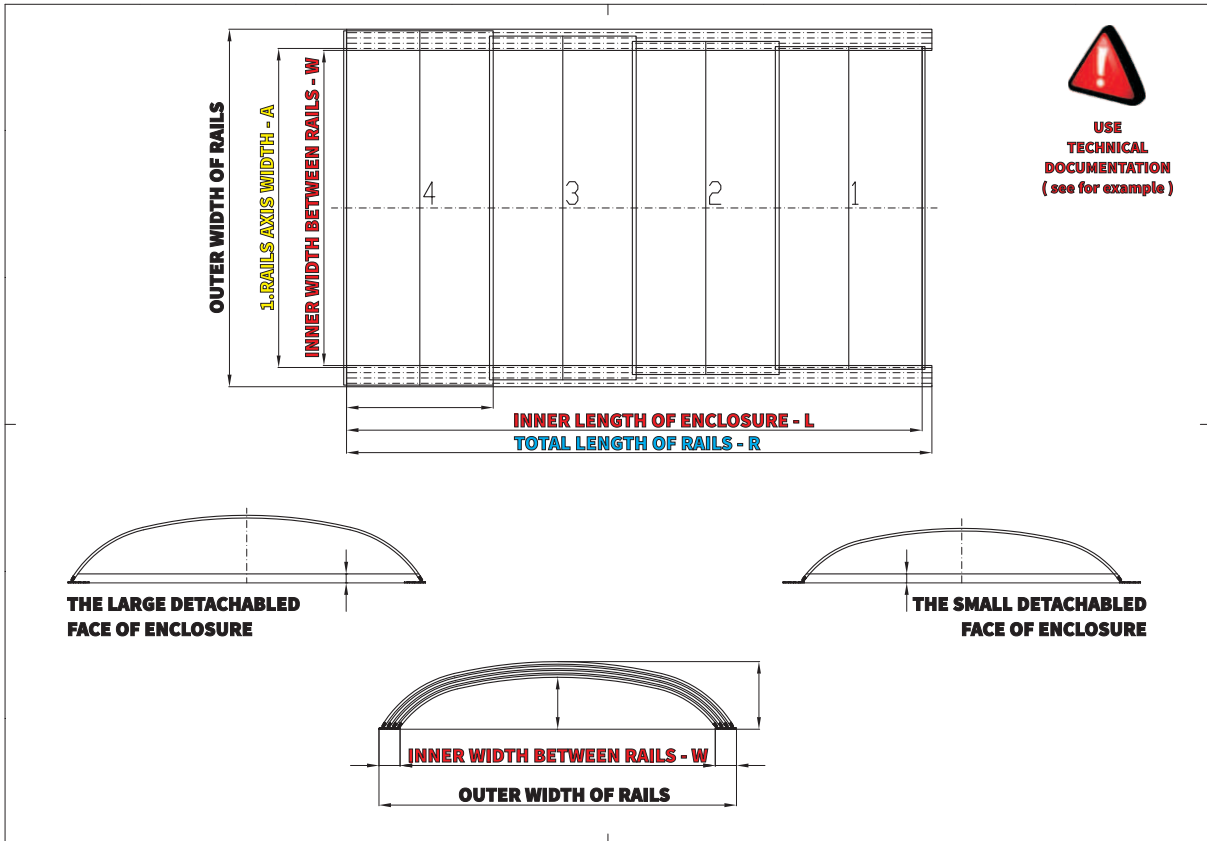 OUTER WIDTH OF RAILS
1.RAILS AXIS WIDTH - A
INNER WIDTH BETWEEN RAILS - W
4
3
2
1
USE
TECHNICAL
DOCUMENTATION
( see for example )
INNER LENGTH OF ENCLOSURE - L
TOTAL LENGTH OF RAILS - R
THE LARGE DETACHABLED
FACE OF ENCLOSURE
THE SMALL DETACHABLED
FACE OF ENCLOSURE
INNER WIDTH BETWEEN RAILS - W
OUTER WIDTH OF RAILS